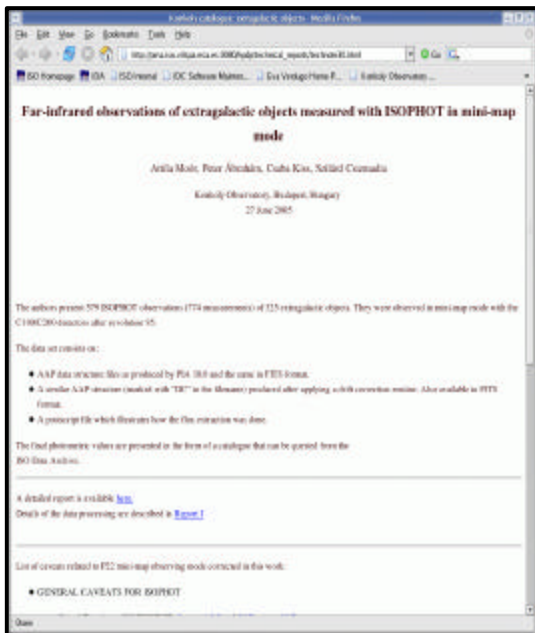 Konkoly catalogue: extragalactic objects - Mozilla Firefox
File Edit View Go Bookmarks Tools Help
Go
ISO Homepage IDA ISO Internal IDC Software Mainten... Eva Verdugo Home P... Konkoly Observatory ...
Far-infrared observations of extragalactic objects measured with ISOPHOT in mini-map
mode
Attila Moór, Péter Ábrahám, Csaba Kiss, Szilárd Csizmadia
Konkoly Observatory, Budapest, Hungary
27 June 2005
The authors present 579 ISOPHOT observations (774 measurements) of 325 extragalactic objects. They were observed in mini-map mode with the
C100/C200 detectors after revolution 95.
The data set consists on:
AAP data structure files as produced by PIA 10.0 and the same in FITS format.
A similar AAP structure (marked with "DC" in the filename) produced after applying a drift correction routine. Also available in FITS
format.
A postscript file which illustrates how the flux extraction was done.
The final photometric values are presented in the form of a catalogue that can be queried from the
ISO Data Archive.
A detailed report is available here.
Details of the data processing are described in Report I
List of caveats related to P22 mini-map observing mode corrected in this work:
GENERAL CAVEATS FOR ISOPHOT
Done